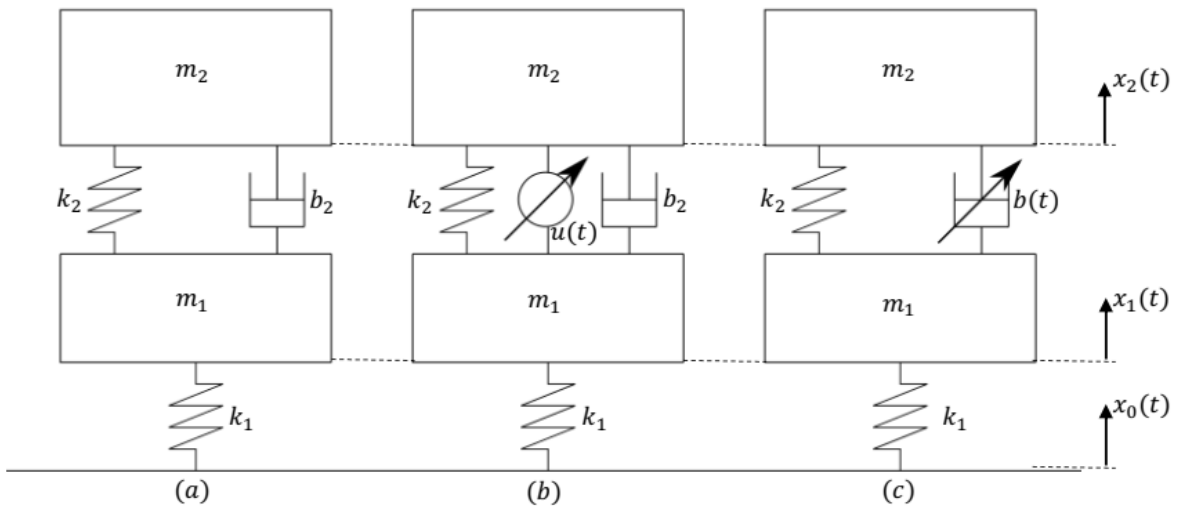 m₂ m₂ m₂ x₂(t)
k₂ b₂ k₂ u(t) b₂ k₂ b(t)
m₁ m₁ m₁ x₁(t)
k₁ k₁ k₁ x₀(t)
(a) (b) (c)